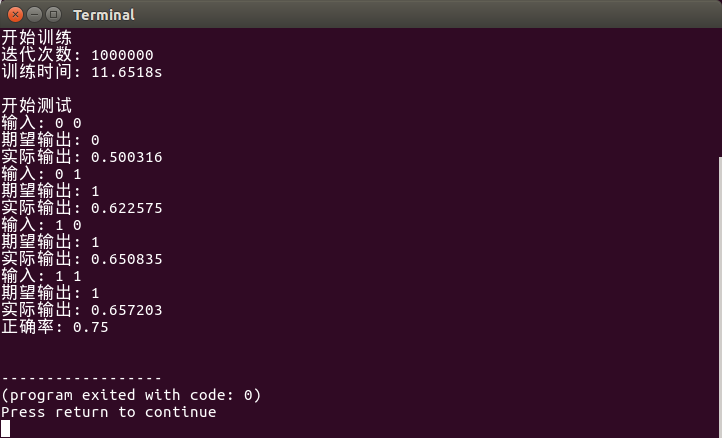 Terminal
开始训练
迭代次数: 1000000
训练时间: 11.6518s
开始测试
输入: 0 0
期望输出: 0
实际输出: 0.500316
输入: 0 1
期望输出: 1
实际输出: 0.622575
输入: 1 0
期望输出: 1
实际输出: 0.650835
输入: 1 1
期望输出: 1
实际输出: 0.657203
正确率: 0.75
------------------
(program exited with code: 0)
Press return to continue